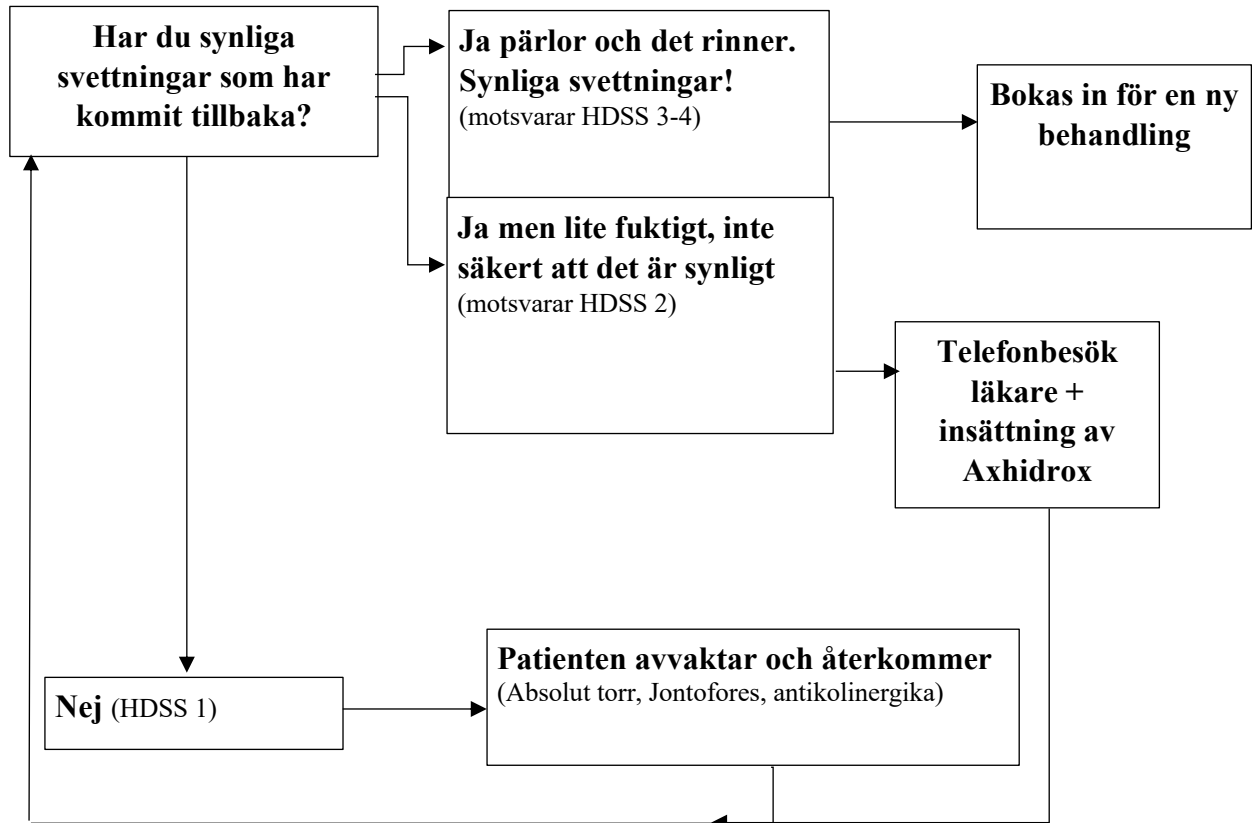 Har du synliga
svettningar som har
kommit tillbaka?
Ja pärlor och det rinner.
Synliga svettningar!
(motsvarar HDSS 3-4)
Bokas in för en ny
behandling
Ja men lite fuktigt, inte
säkert att det är synligt
(motsvarar HDSS 2)
Telefonbesök
läkare +
insättning av
Axhidrox
Nej (HDSS 1)
Patienten avvaktar och återkommer
(Absolut torr, Jontofores, antikolinergika)